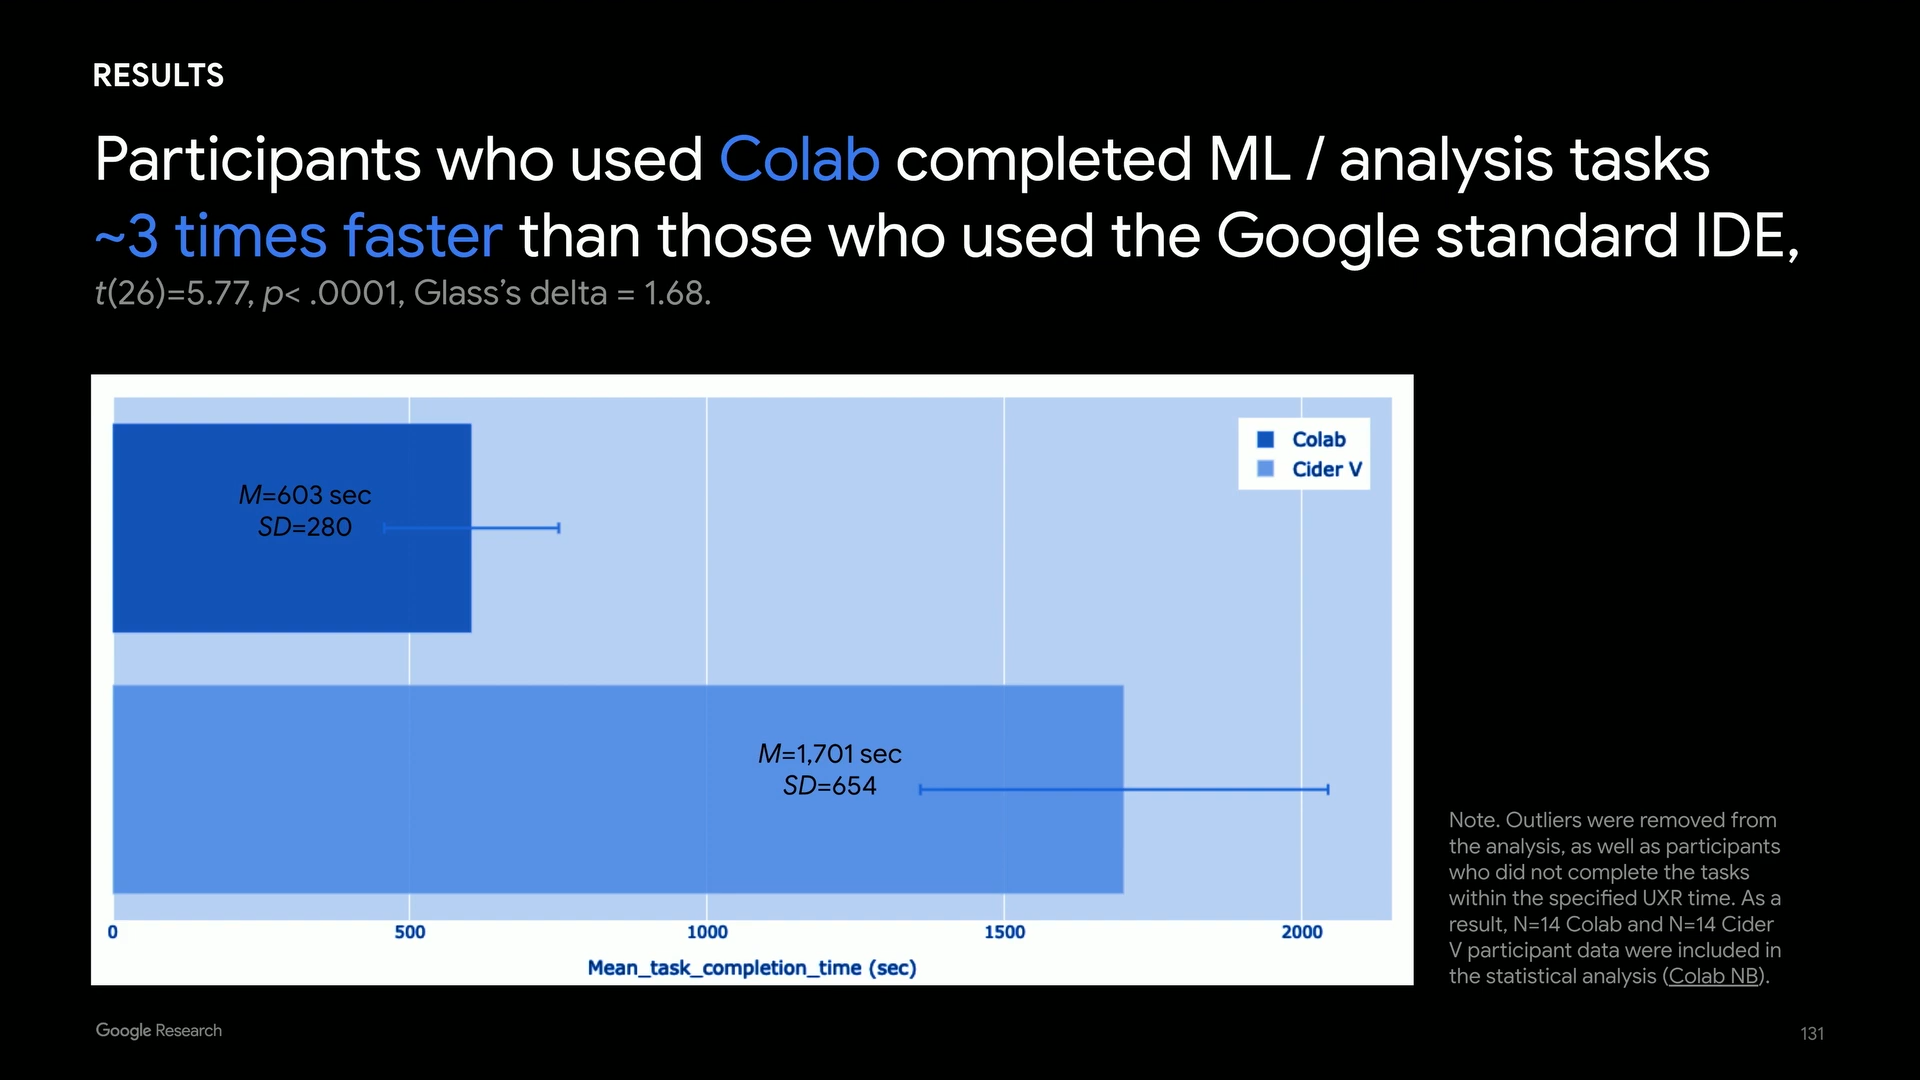 RESULTS
Participants who used Colab completed ML / analysis tasks
~3 times faster than those who used the Google standard IDE,
t(26)=5.77, p< .0001, Glass's delta = 1.68.
Colab
Cider V
M=603 sec
SD=280
M=1,701 sec
SD=654
0 500 1000 1500 2000
Mean_task_completion_time (sec)
Note. Outliers were removed from
the analysis, as well as participants
who did not complete the tasks
within the specified UXR time. As a
result, N=14 Colab and N=14 Cider
V participant data were included in
the statistical analysis (Colab NB).
Google Research
131